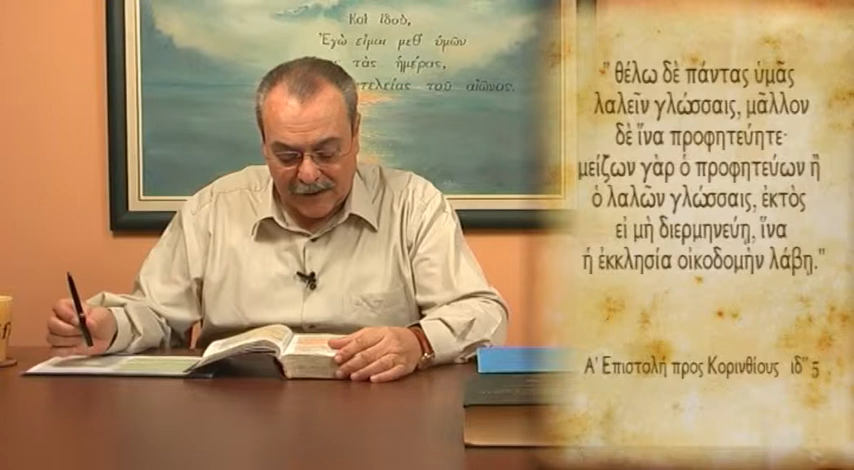 Καὶ ἰδού,
Ἐγὼ εἶμαι μεθ' ὑμῶν
τὰς ἡμέρας,
τελείας τοῦ αἰῶνος.
" θέλω δὲ πάντας ὑμᾶς
λαλεῖν γλώσσαις, μᾶλλον
δὲ ἵνα προφητεύητε·
μείζων γὰρ ὁ προφητεύων ἢ
ὁ λαλῶν γλώσσαις, ἐκτὸς
εἰ μὴ διερμηνεύῃ, ἵνα
ἡ ἐκκλησία οἰκοδομὴν λάβῃ."
Α' Επιστολή προς Κορινθίους ιδ'' 5